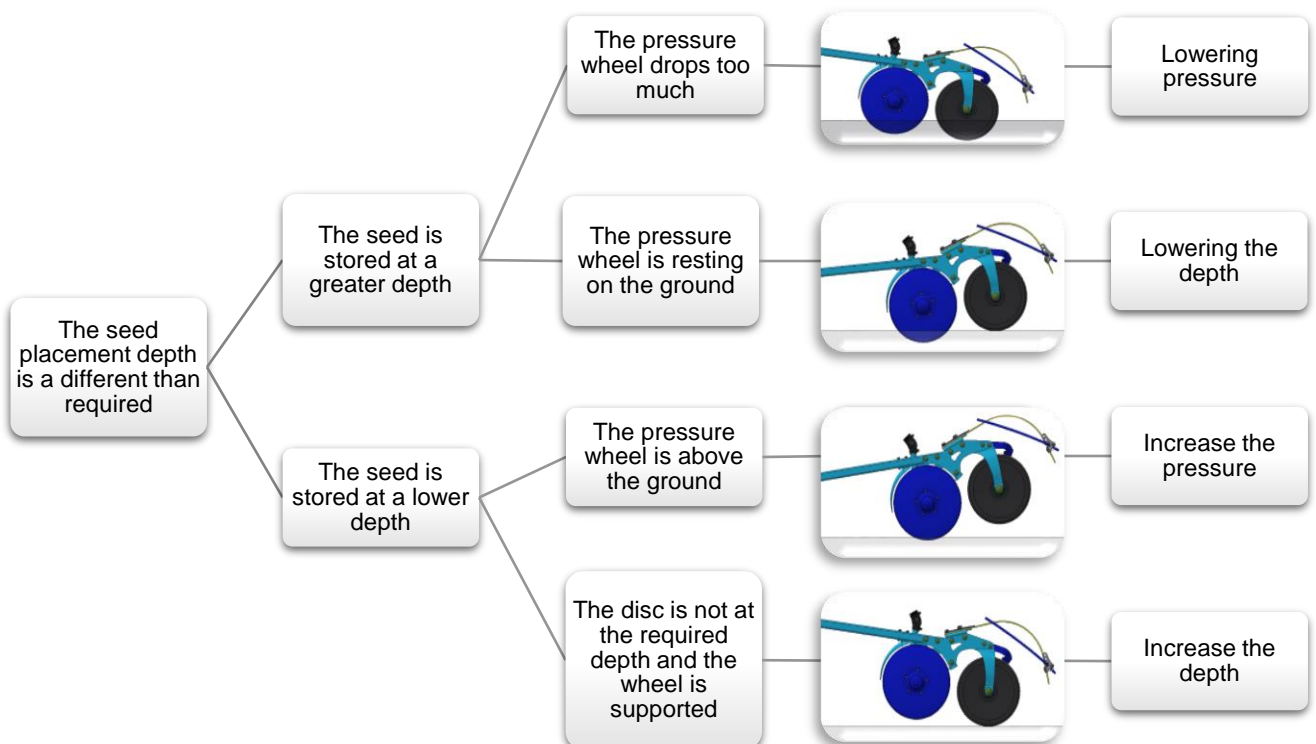 The seed
placement depth
is a different than
required
The seed is
stored at a
greater depth
The pressure
wheel drops too
much
Lowering
pressure
The pressure
wheel is resting
on the ground
Lowering the
depth
The seed is
stored at a lower
depth
The pressure
wheel is above
the ground
Increase the
pressure
The disc is not at
the required
depth and the
wheel is
supported
Increase the
depth